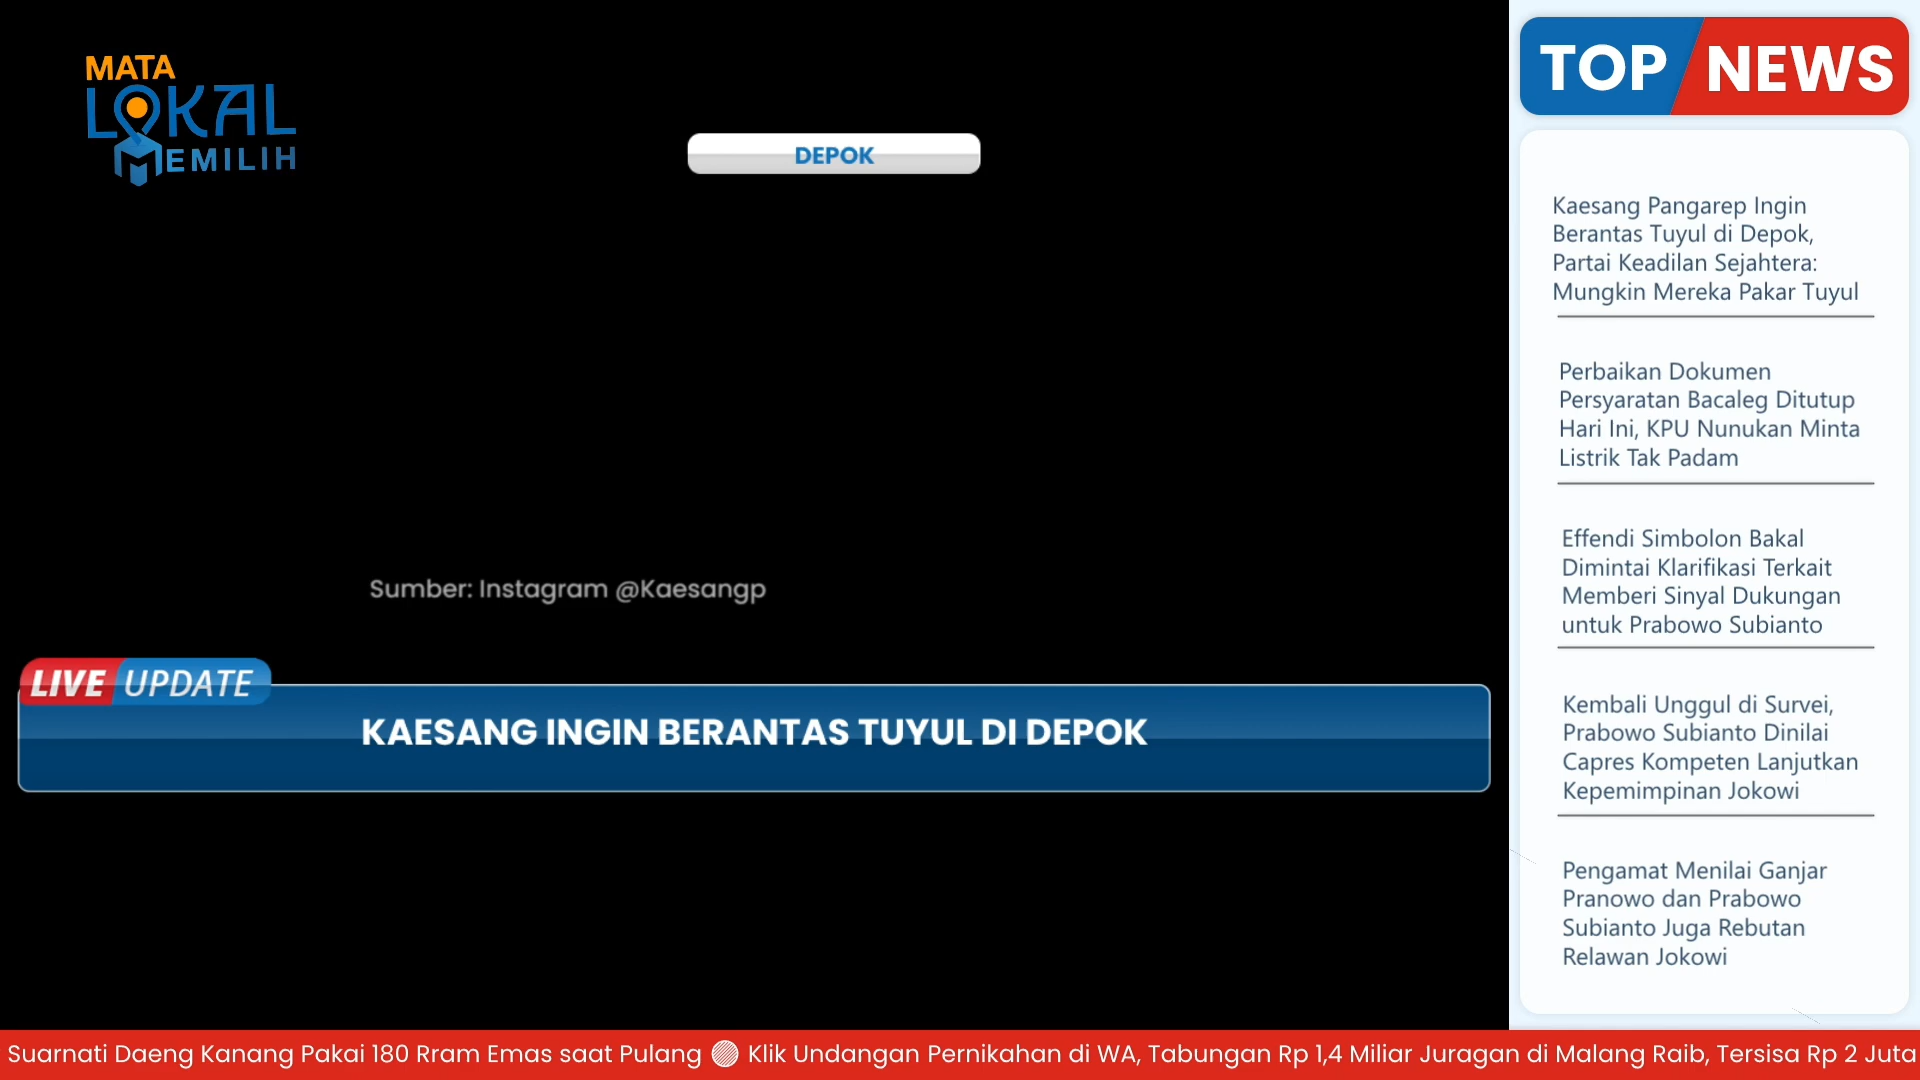 MATA
LOKAL
MEMILIH
DEPOK
Sumber: Instagram @Kaesangp
LIVE UPDATE
KAESANG INGIN BERANTAS TUYUL DI DEPOK
TOP NEWS
Kaesang Pangarep Ingin
Berantas Tuyul di Depok,
Partai Keadilan Sejahtera:
Mungkin Mereka Pakar Tuyul
Perbaikan Dokumen
Persyaratan Bacaleg Ditutup
Hari Ini, KPU Nunukan Minta
Listrik Tak Padam
Effendi Simbolon Bakal
Dimintai Klarifikasi Terkait
Memberi Sinyal Dukungan
untuk Prabowo Subianto
Kembali Unggul di Survei,
Prabowo Subianto Dinilai
Capres Kompeten Lanjutkan
Kepemimpinan Jokowi
Pengamat Menilai Ganjar
Pranowo dan Prabowo
Subianto Juga Rebutan
Relawan Jokowi
Suarnati Daeng Kanang Pakai 180 Rram Emas saat Pulang Klik Undangan Pernikahan di WA, Tabungan Rp 1,4 Miliar Juragan di Malang Raib, Tersisa Rp 2 Juta